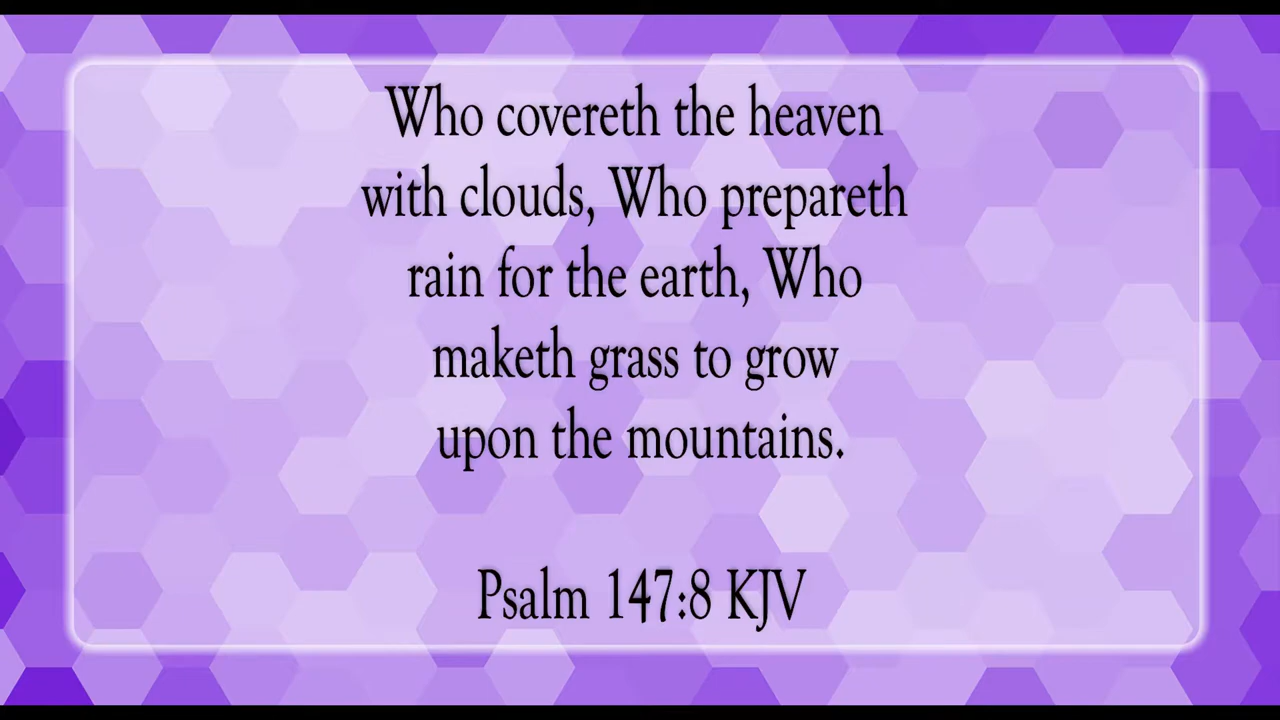 Who covereth the heaven
with clouds, Who prepareth
rain for the earth, Who
maketh grass to grow
upon the mountains.
Psalm 147:8 KJV